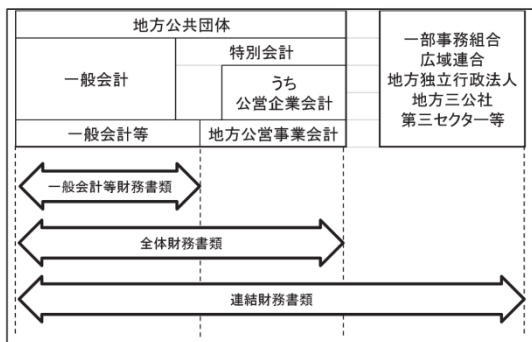 地方公共団体
一般会計
特別会計
うち
公営企業会計
一般会計等
地方公営事業会計
一部事務組合
広域連合
地方独立行政法人
地方三公社
第三セクター等
一般会計等財務書類
全体財務書類
連結財務書類